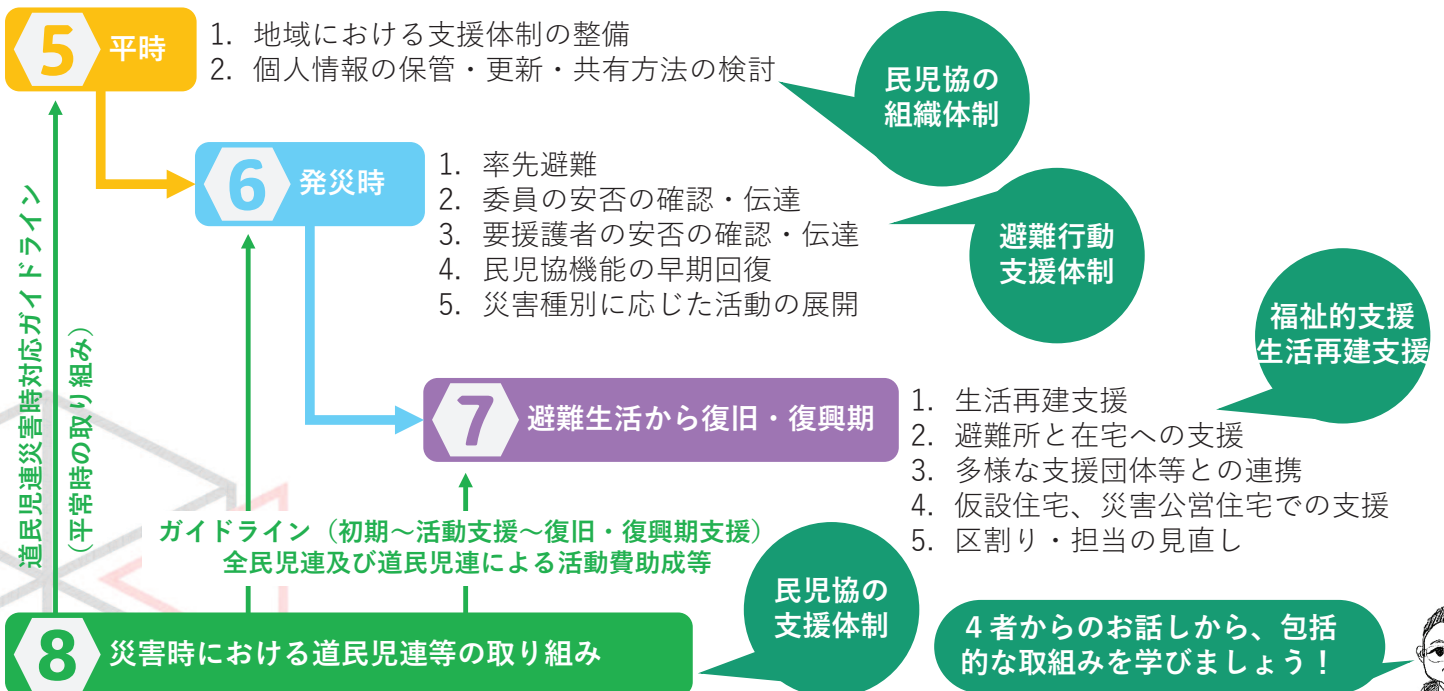 5 平時
1. 地域における支援体制の整備
2. 個人情報の保管・更新・共有方法の検討
民児協の
組織体制
6 発災時
1. 率先避難
2. 委員の安否の確認・伝達
3. 要援護者の安否の確認・伝達
4. 民児協機能の早期回復
5. 災害種別に応じた活動の展開
避難行動
支援体制
7 避難生活から復旧・復興期
1. 生活再建支援
2. 避難所と在宅への支援
3. 多様な支援団体等との連携
4. 仮設住宅、災害公営住宅での支援
5. 区割り・担当の見直し
福祉的支援
生活再建支援
道民児連災害時対応ガイドライン
（平常時の取り組み）
ガイドライン（初期～活動支援～復旧・復興期支援）
全民児連及び道民児連による活動費助成等
8 災害時における道民児連等の取り組み
民児協の
支援体制
４者からのお話しから、包括
的な取組みを学びましょう！